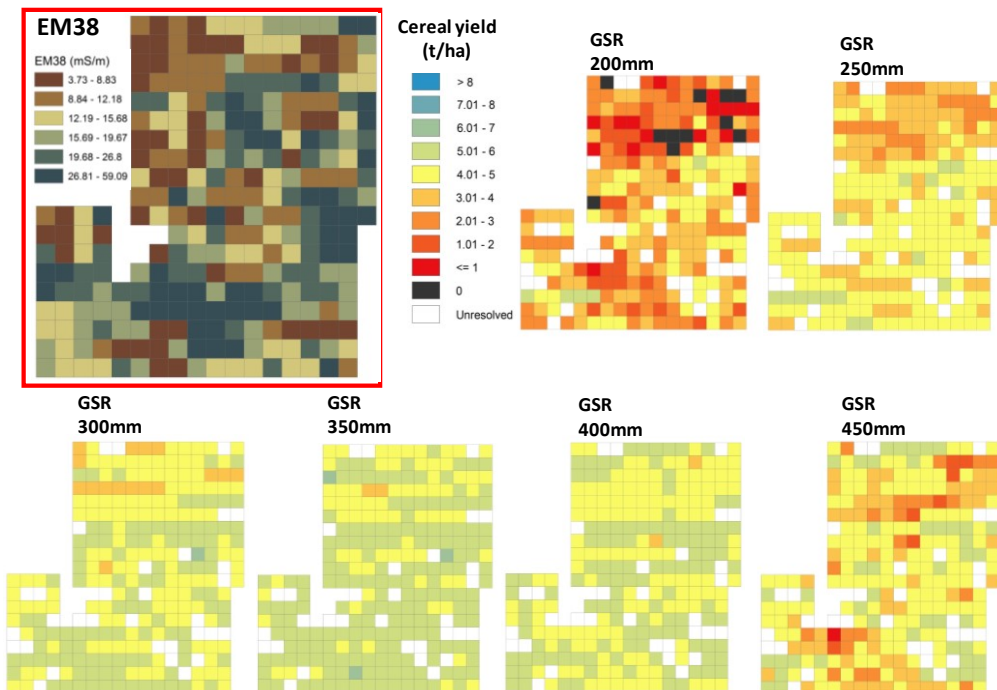 EM38
EM38 (mS/m)
3.73 - 8.83
8.84 - 12.18
12.19 - 15.68
15.69 - 19.67
19.68 - 26.8
26.81 - 59.09
Cereal yield
(t/ha)
> 8
7.01 - 8
6.01 - 7
5.01 - 6
4.01 - 5
3.01 - 4
2.01 - 3
1.01 - 2
<= 1
0
Unresolved
GSR
200mm
GSR
250mm
GSR
300mm
GSR
350mm
GSR
400mm
GSR
450mm